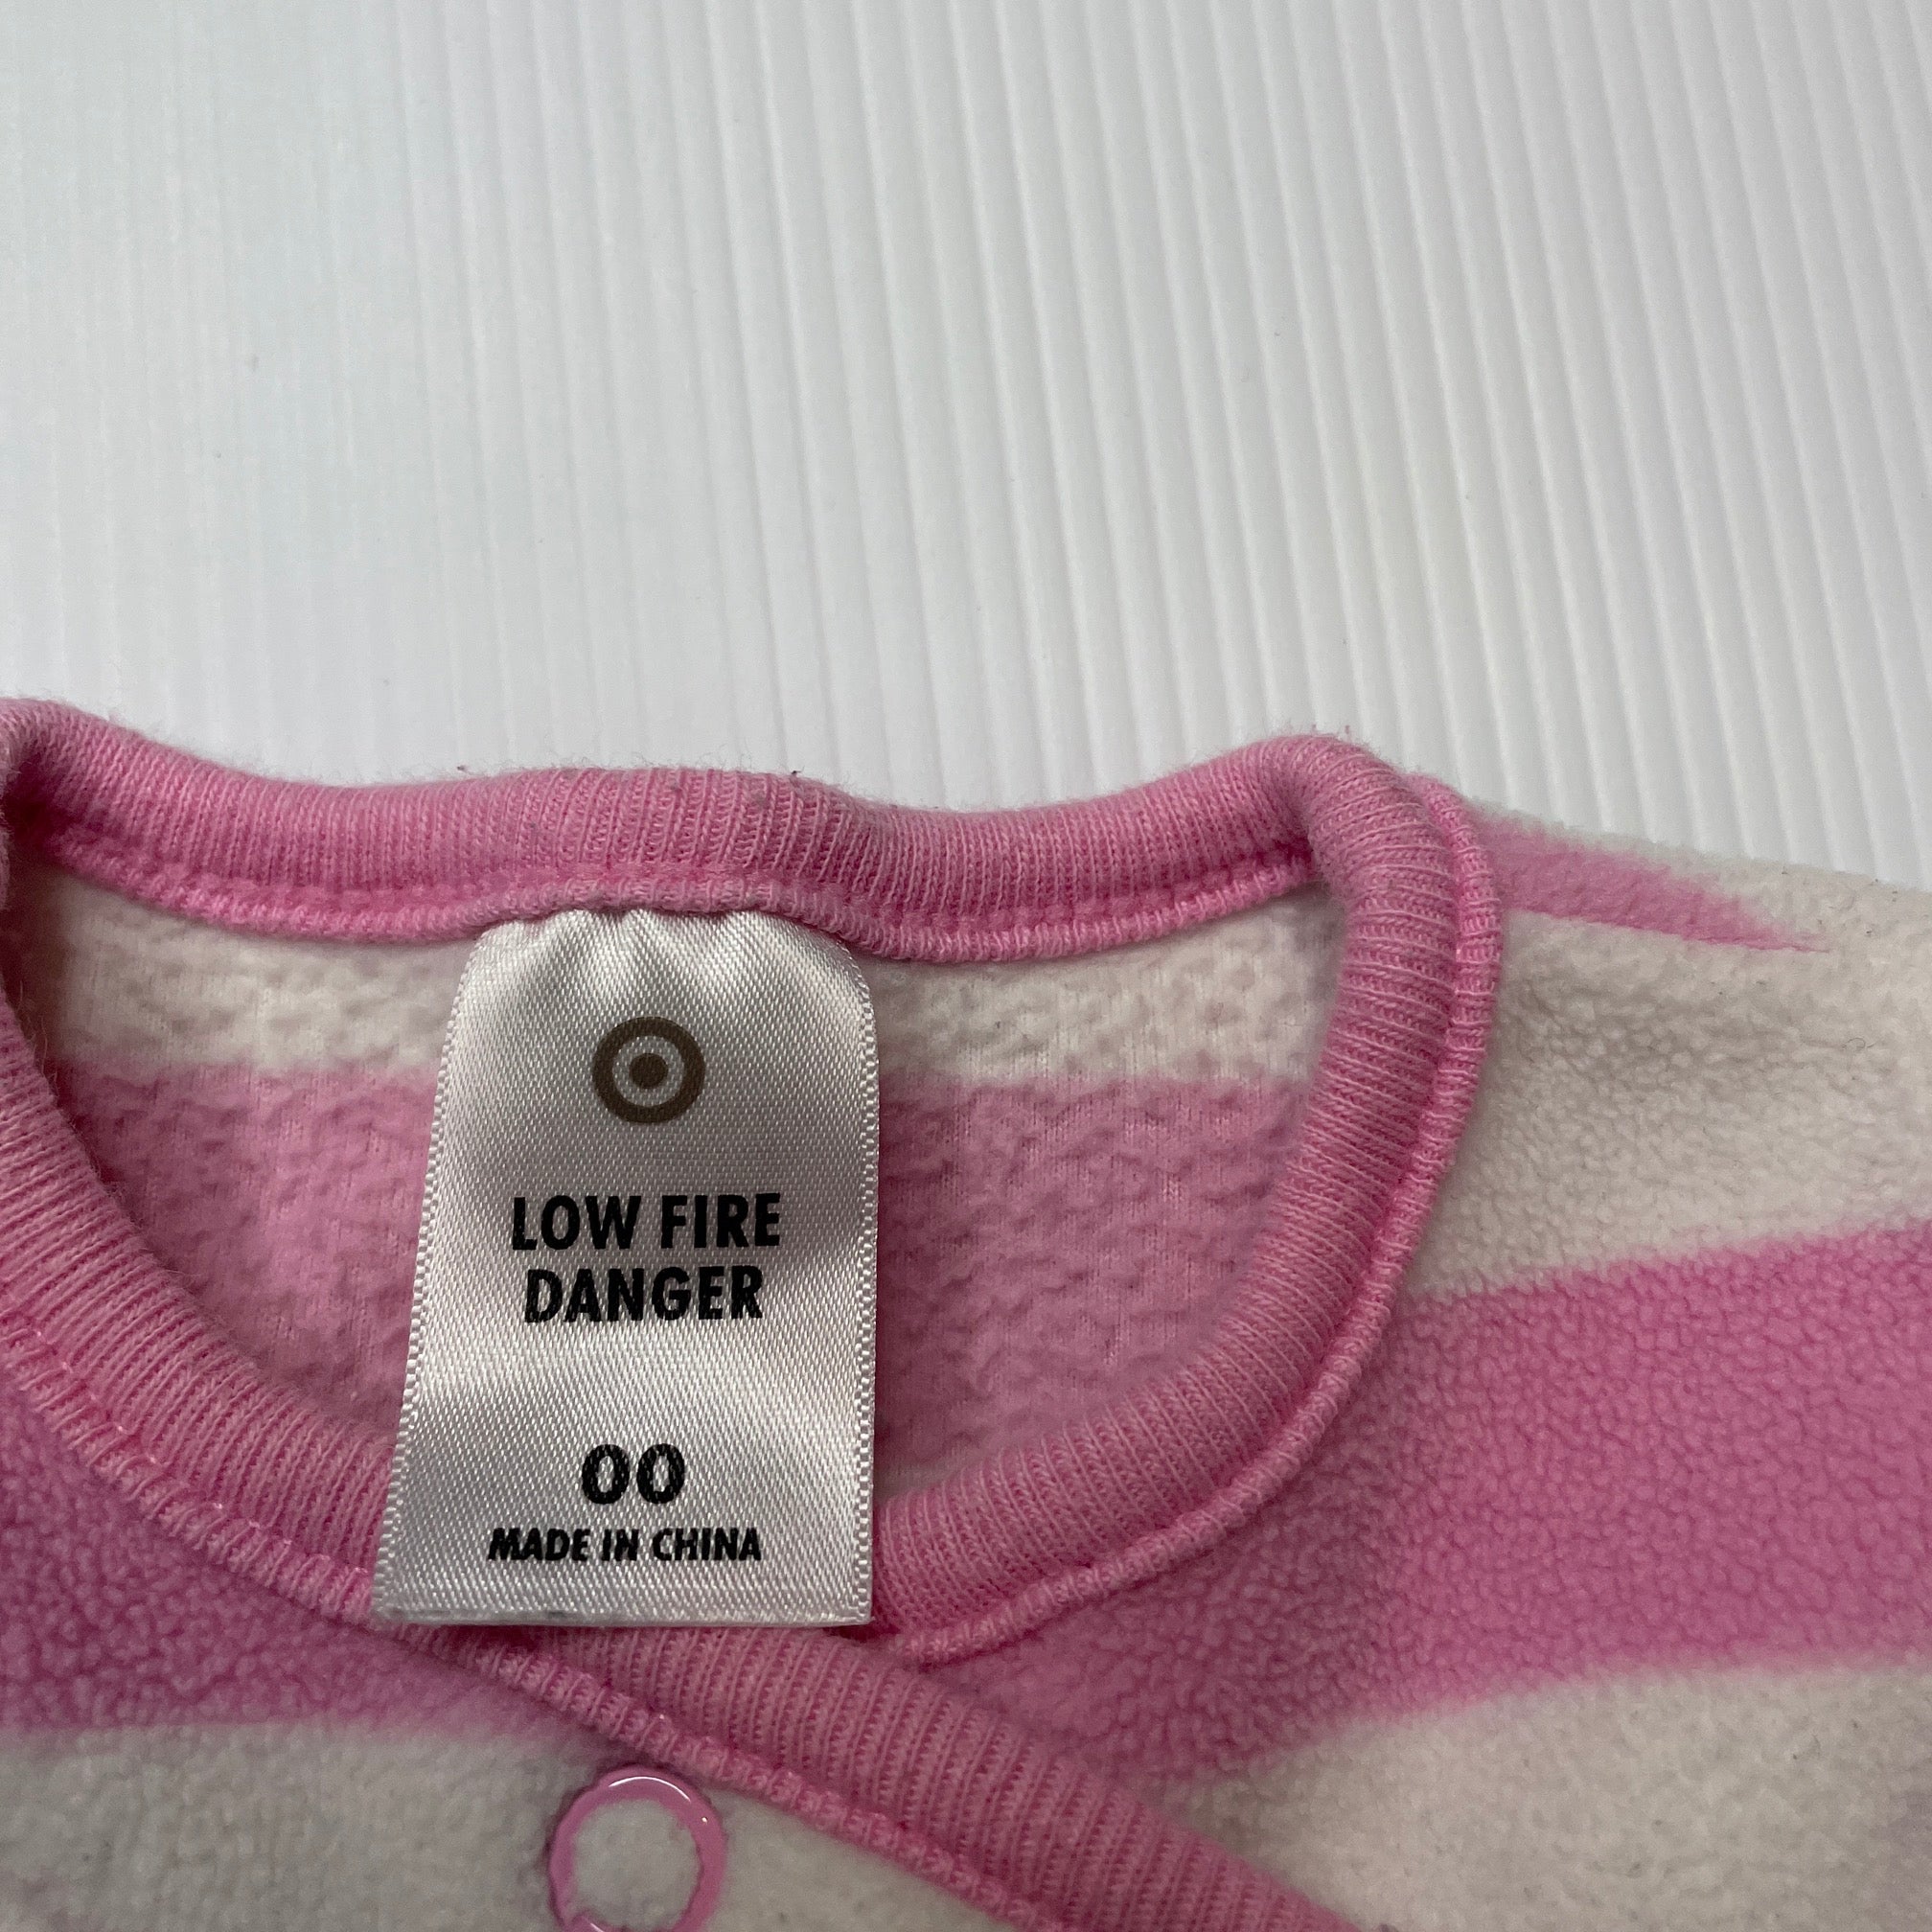 LOW FIRE
DANGER
00
MADE IN CHINA